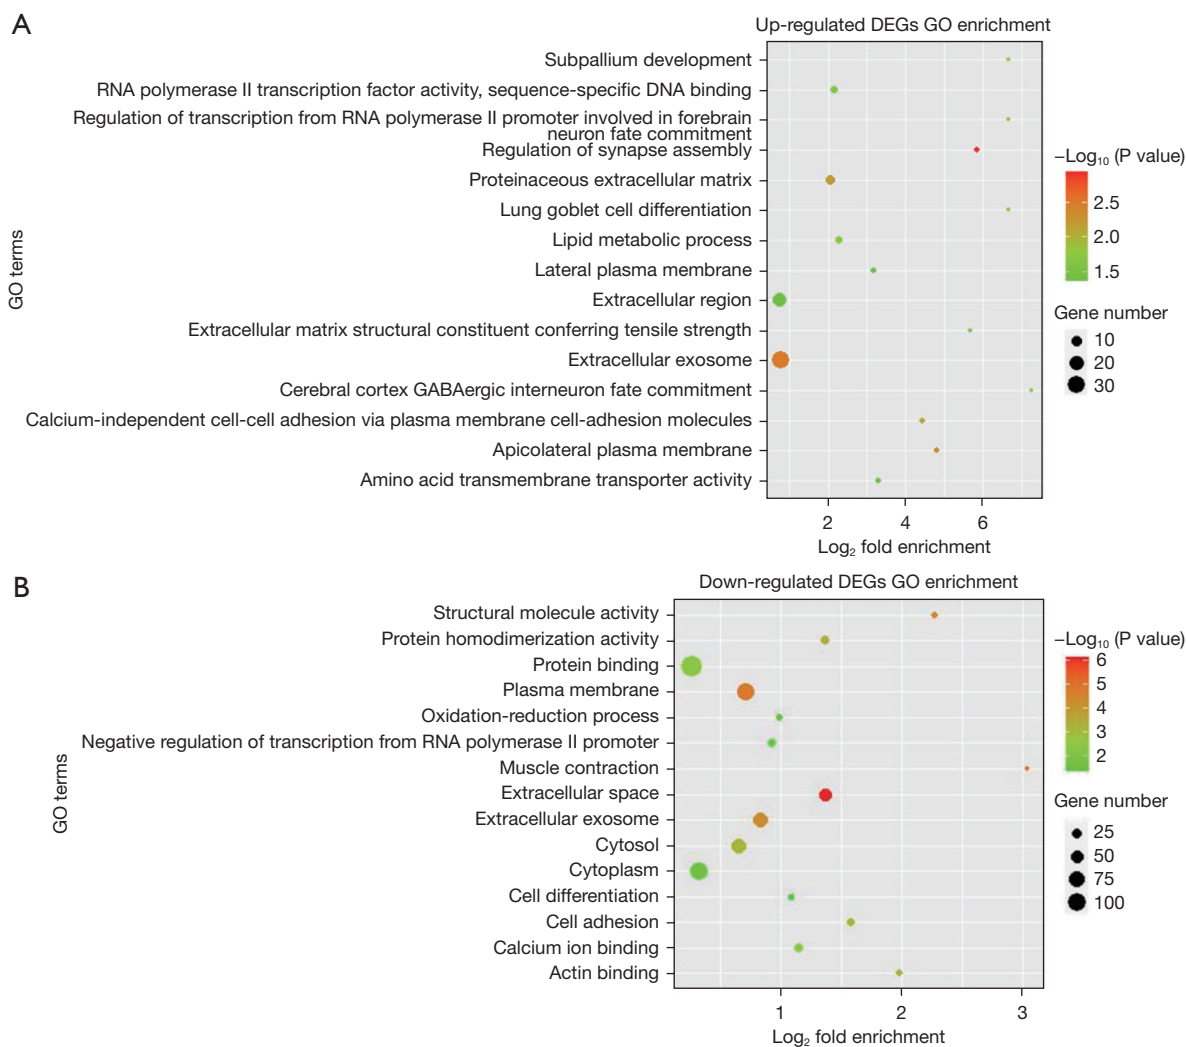 A
Up-regulated DEGs GO enrichment
Subpallium development
RNA polymerase II transcription factor activity, sequence-specific DNA binding
Regulation of transcription from RNA polymerase II promoter involved in forebrain
neuron fate commitment
Regulation of synapse assembly
Proteinaceous extracellular matrix
Lung goblet cell differentiation
Lipid metabolic process
Lateral plasma membrane
Extracellular region
Extracellular matrix structural constituent conferring tensile strength
Extracellular exosome
Cerebral cortex GABAergic interneuron fate commitment
Calcium-independent cell-cell adhesion via plasma membrane cell-adhesion molecules
Apicolateral plasma membrane
Amino acid transmembrane transporter activity
GO terms
2 4 6
Log₂ fold enrichment
−Log₁₀ (P value)
2.5
2.0
1.5
Gene number
10
20
30
B
Down-regulated DEGs GO enrichment
Structural molecule activity
Protein homodimerization activity
Protein binding
Plasma membrane
Oxidation-reduction process
Negative regulation of transcription from RNA polymerase II promoter
Muscle contraction
Extracellular space
Extracellular exosome
Cytosol
Cytoplasm
Cell differentiation
Cell adhesion
Calcium ion binding
Actin binding
GO terms
1 2 3
Log₂ fold enrichment
−Log₁₀ (P value)
6
5
4
3
2
Gene number
25
50
75
100